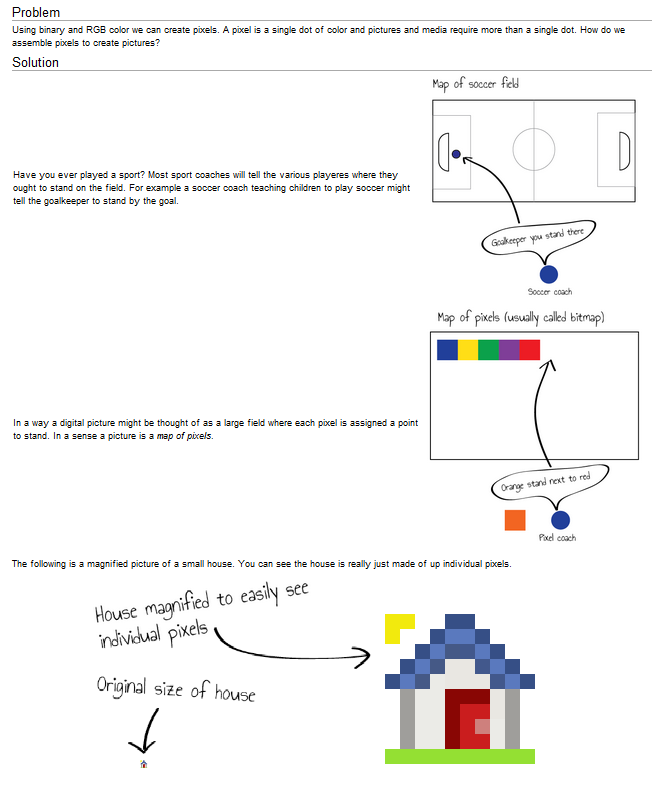 Problem
Using binary and RGB color we can create pixels. A pixel is a single dot of color and pictures and media require more than a single dot. How do we
assemble pixels to create pictures?
Solution
Map of soccer field
Have you ever played a sport? Most sport coaches will tell the various playeres where they
ought to stand on the field. For example a soccer coach teaching children to play soccer might
tell the goalkeeper to stand by the goal.
Goalkeeper you stand there
Soccer coach
Map of pixels (usually called bitmap)
In a way a digital picture might be thought of as a large field where each pixel is assigned a point
to stand. In a sense a picture is a map of pixels.
Orange stand next to red
Pixel coach
The following is a magnified picture of a small house. You can see the house is really just made of up individual pixels.
House magnified to easily see
individual pixels
Original size of house